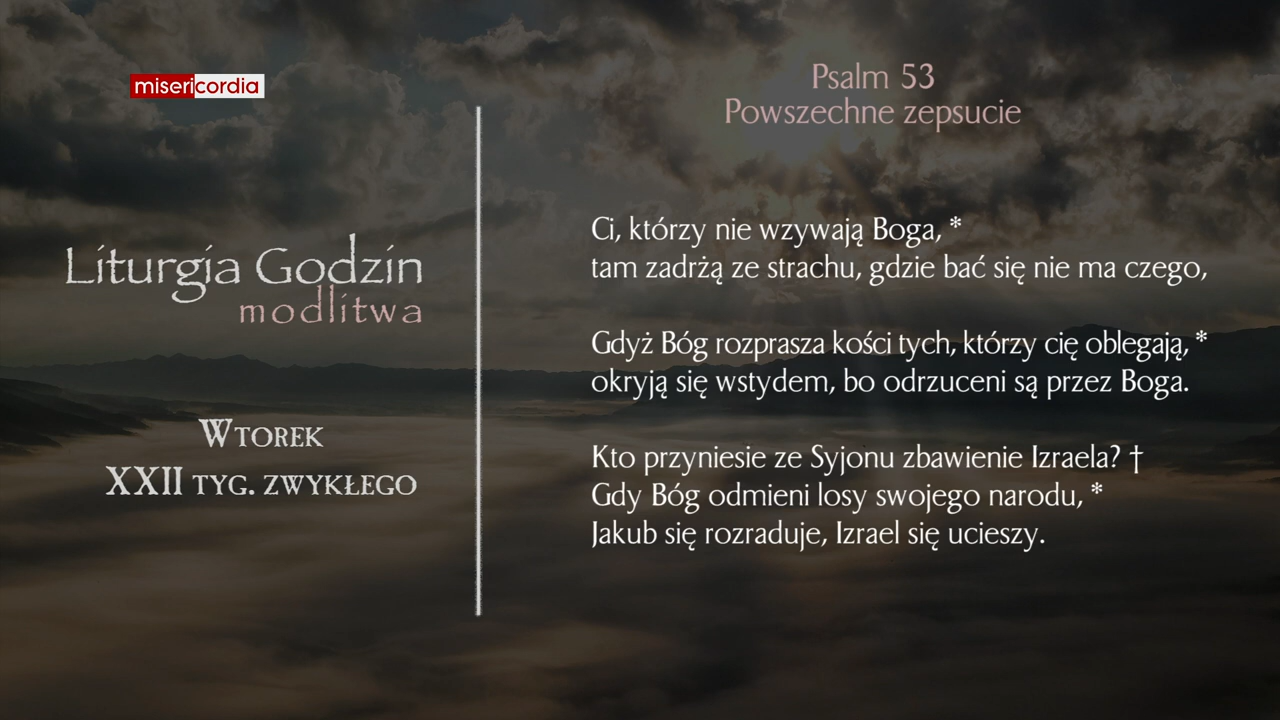 misericordia
Liturgia Godzin
modlitwa
Wtorek
XXII tyg. zwykłego
Psalm 53
Powszechne zepsucie
Ci, którzy nie wzywają Boga, *
tam zadrżą ze strachu, gdzie bać się nie ma czego,
Gdyż Bóg rozprasza kości tych, którzy cię oblegają, *
okryją się wstydem, bo odrzuceni są przez Boga.
Kto przyniesie ze Syjonu zbawienie Izraela? †
Gdy Bóg odmieni losy swojego narodu, *
Jakub się rozraduje, Izrael się ucieszy.